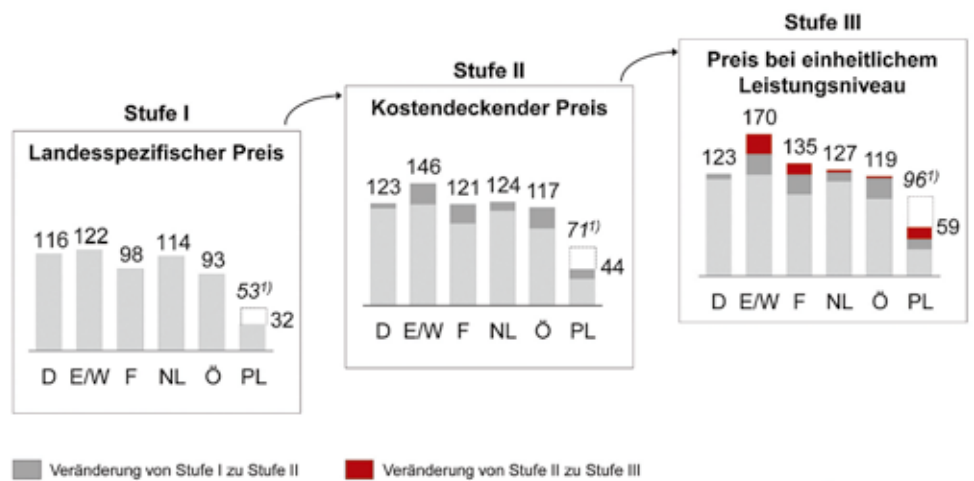 Stufe I
Landesspezifischer Preis
116 122 98 114 93 53¹⁾ 32
D E/W F NL Ö PL
Stufe II
Kostendeckender Preis
123 146 121 124 117 71¹⁾ 44
D E/W F NL Ö PL
Stufe III
Preis bei einheitlichem
Leistungsniveau
123 170 135 127 119 96¹⁾ 59
D E/W F NL Ö PL
Veränderung von Stufe I zu Stufe II
Veränderung von Stufe II zu Stufe III